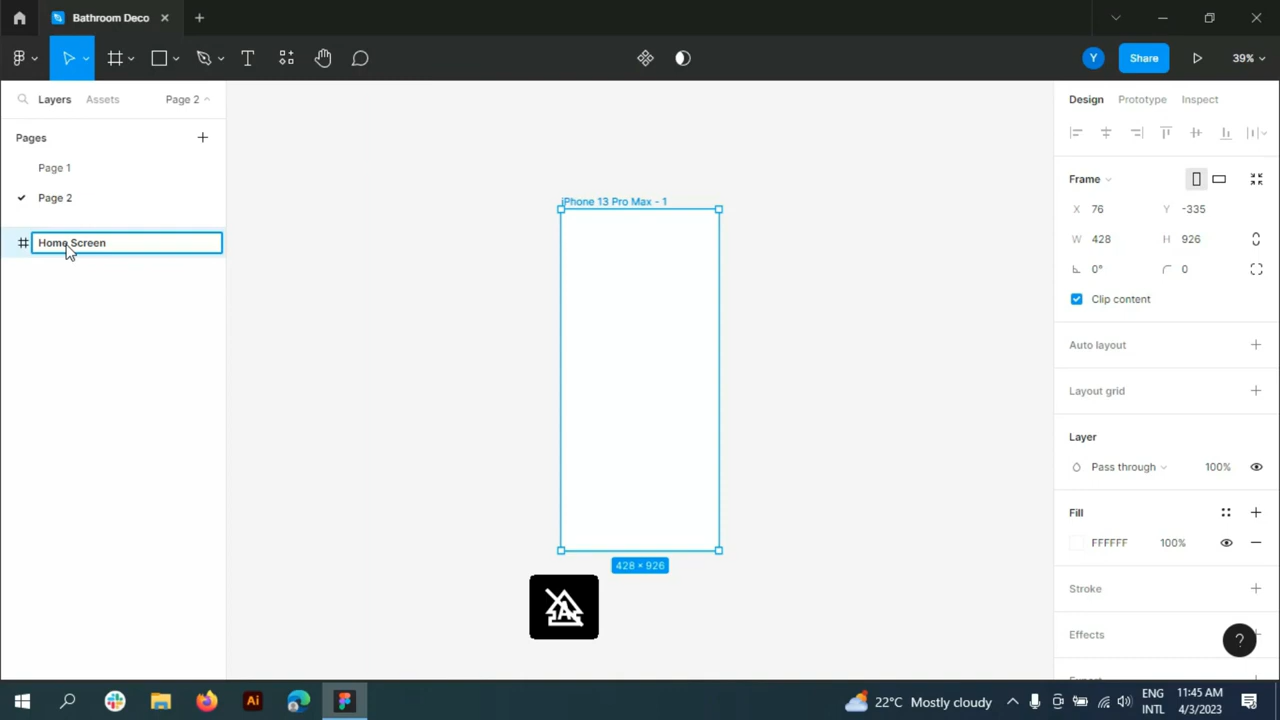 Bathroom Deco
Y
Share
39%
Layers
Assets
Page 2
Design
Prototype
Inspect
Pages
Page 1
Page 2
Home Screen
iPhone 13 Pro Max - 1
428 × 926
Frame
X 76
Y -335
W 428
H 926
0°
0
Clip content
Auto layout
Layout grid
Layer
Pass through
100%
Fill
FFFFFF
100%
Stroke
Effects
?
A
Ai
22°C Mostly cloudy
ENG
INTL
11:45 AM
4/3/2023